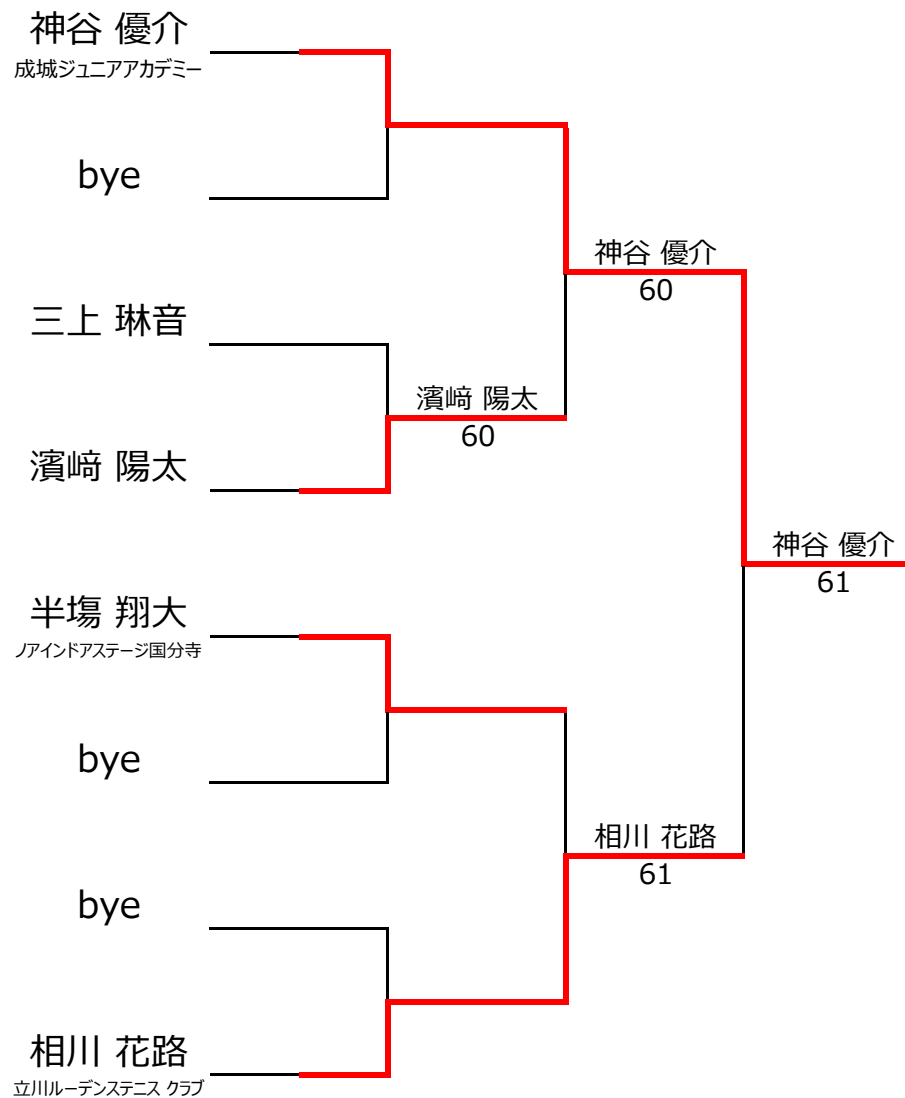 神谷 優介
成城ジュニアアカデミー
bye
神谷 優介
60
三上 琳音
濱﨑 陽太
60
濱﨑 陽太
神谷 優介
61
半塲 翔大
ノアインドアステージ国分寺
bye
相川 花路
61
bye
相川 花路
立川ルーデンステニス クラブ